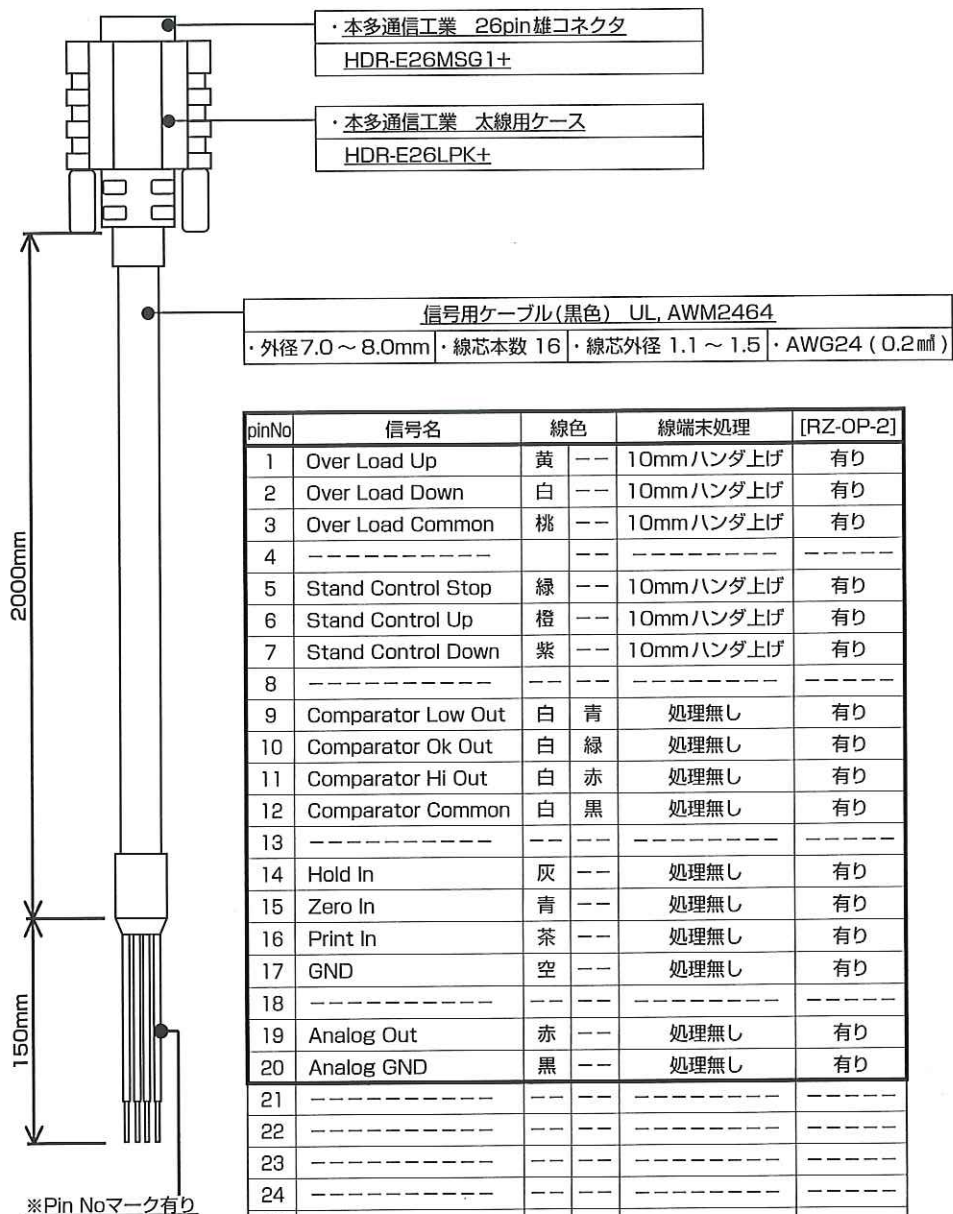 ・本多通信工業 26pin雄コネクタ
HDR-E26MSG1+
・本多通信工業 太線用ケース
HDR-E26LPK+
信号用ケーブル(黒色) UL, AWM2464
・外径7.0～8.0mm ・線芯本数 16 ・線芯外径 1.1～1.5 ・AWG24 (0.2㎟)
2000mm
150mm
※Pin Noマーク有り
pinNo 信号名 線色 線端末処理 [RZ-OP-2]
1 Over Load Up 黄 -- 10mmハンダ上げ 有り
2 Over Load Down 白 -- 10mmハンダ上げ 有り
3 Over Load Common 桃 -- 10mmハンダ上げ 有り
4 ---------- -- -------- -----
5 Stand Control Stop 緑 -- 10mmハンダ上げ 有り
6 Stand Control Up 橙 -- 10mmハンダ上げ 有り
7 Stand Control Down 紫 -- 10mmハンダ上げ 有り
8 ---------- -- -- -------- -----
9 Comparator Low Out 白 青 処理無し 有り
10 Comparator Ok Out 白 緑 処理無し 有り
11 Comparator Hi Out 白 赤 処理無し 有り
12 Comparator Common 白 黒 処理無し 有り
13 ---------- -- -- -------- -----
14 Hold In 灰 -- 処理無し 有り
15 Zero In 青 -- 処理無し 有り
16 Print In 茶 -- 処理無し 有り
17 GND 空 -- 処理無し 有り
18 ---------- -- -- -------- -----
19 Analog Out 赤 -- 処理無し 有り
20 Analog GND 黒 -- 処理無し 有り
21 ---------- -- -- -------- -----
22 ---------- -- -- -------- -----
23 ---------- -- -- -------- -----
24 ---------- -- -- -------- -----